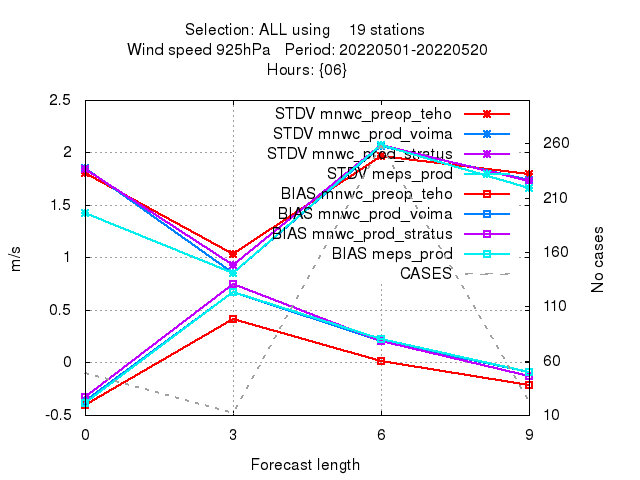 Selection: ALL using 19 stations
Wind speed 925hPa Period: 20220501-20220520
Hours: {06}
STDV mnwc_preop_teho
STDV mnwc_prod_voima
STDV mnwc_prod_stratus
STDV meps_prod
BIAS mnwc_preop_teho
BIAS mnwc_prod_voima
BIAS mnwc_prod_stratus
BIAS meps_prod
CASES
2.5
2
1.5
1
0.5
0
-0.5
m/s
260
210
160
110
60
10
No cases
0 3 6 9
Forecast length